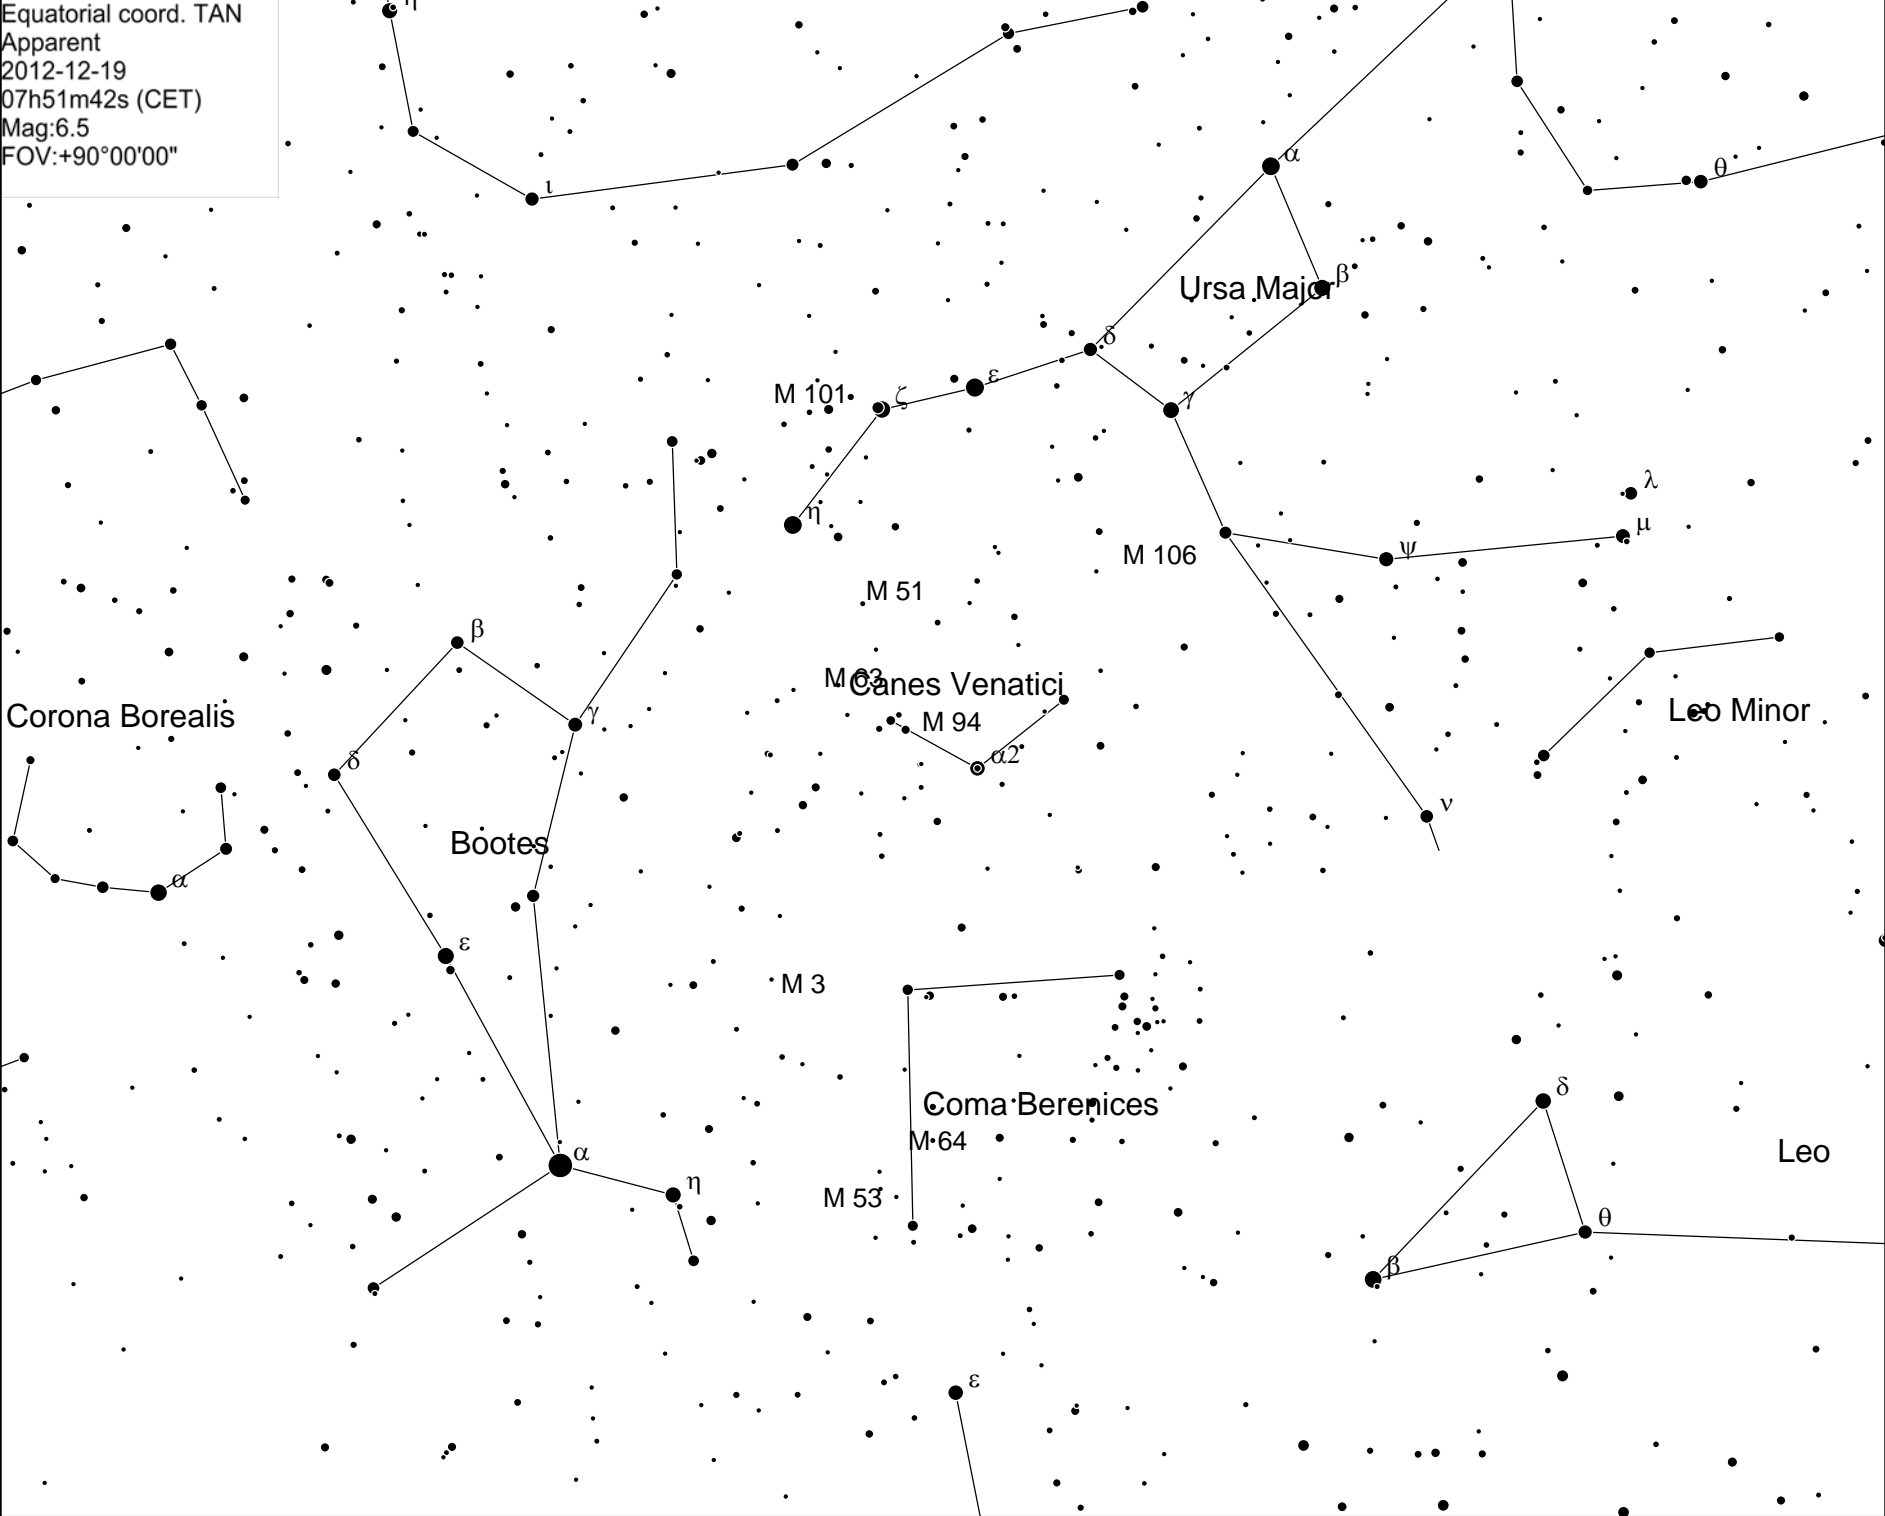 Equatorial coord. TAN
Apparent
2012-12-19
07h51m42s (CET)
Mag:6.5
FOV:+90°00'00"
η
α
θ
ι
Ursa Major
β
δ
M 101
ζ
ε
γ
λ
η
μ
M 106
ψ
M 51
β
M 63
Canes Venatici
Corona Borealis
γ
M 94
Leo Minor
δ
α2
ν
Bootes
α
ε
M 3
δ
Coma Berenices
M 64
Leo
α
η
M 53
θ
β
ε